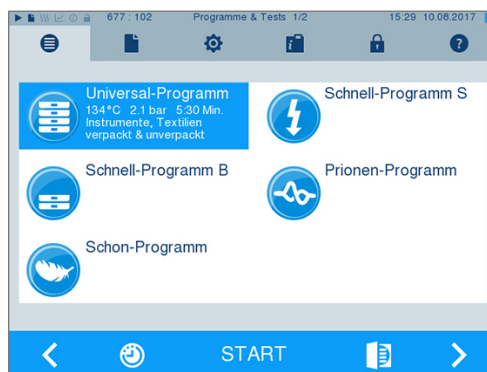 677 : 102 Programme & Tests 1/2 15:29 10.08.2017
Universal-Programm
134°C 2.1 bar 5:30 Min.
Instrumente, Textilien
verpackt & unverpackt
Schnell-Programm S
Schnell-Programm B
Prionen-Programm
Schon-Programm
START